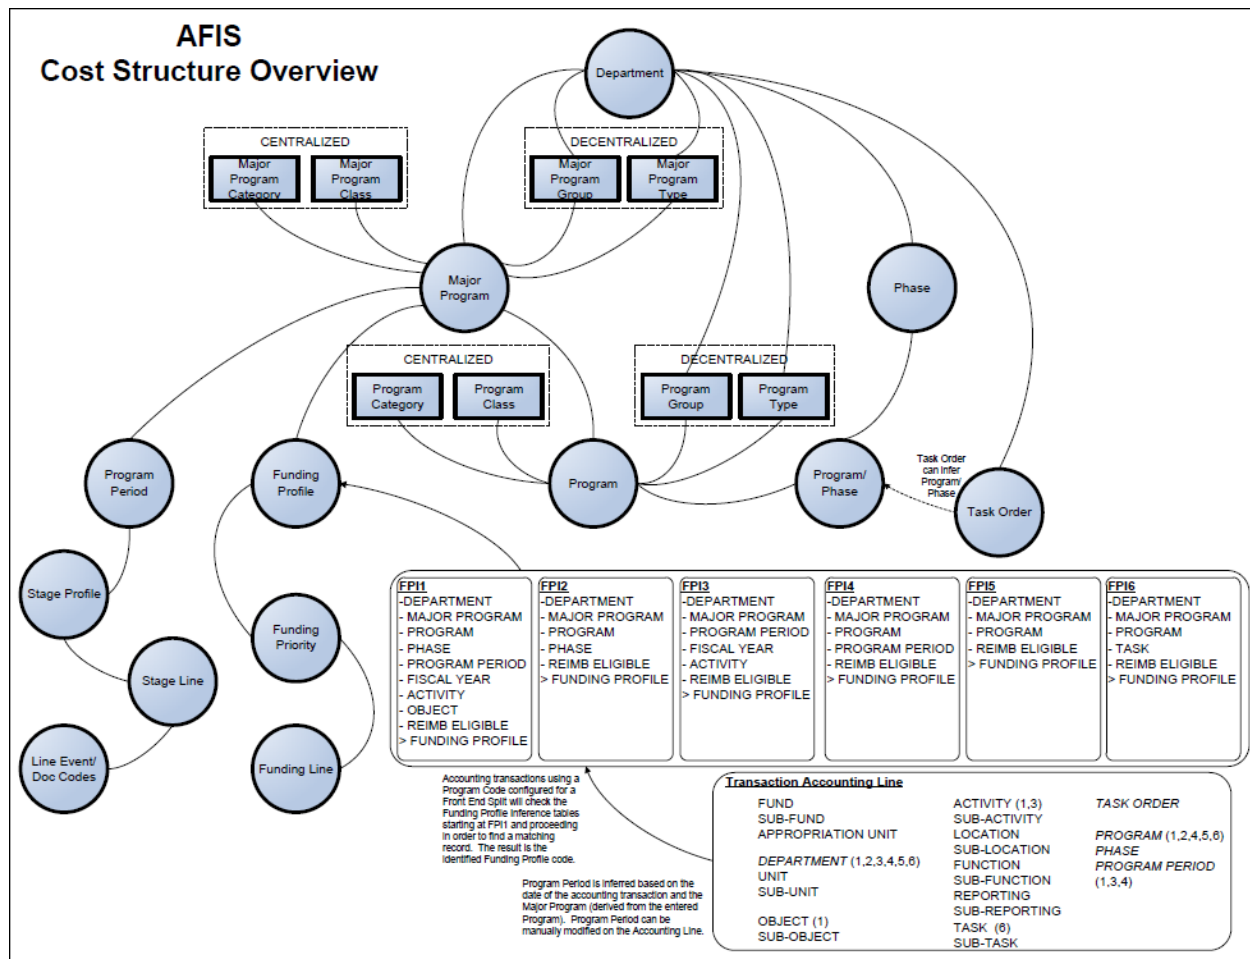 AFIS
Cost Structure Overview
Department
CENTRALIZED
Major
Program
Category
Major
Program
Class
DECENTRALIZED
Major
Program
Group
Major
Program
Type
Major
Program
Phase
CENTRALIZED
Program
Category
Program
Class
DECENTRALIZED
Program
Group
Program
Type
Program
Period
Funding
Profile
Program
Program/
Phase
Task Order
can Infer
Program/
Phase
Task Order
Stage Profile
Funding
Priority
Stage Line
Line Event/
Doc Codes
Funding Line
FPI1
-DEPARTMENT
- MAJOR PROGRAM
- PROGRAM
- PHASE
- PROGRAM PERIOD
- FISCAL YEAR
- ACTIVITY
- OBJECT
- REIMB ELIGIBLE
> FUNDING PROFILE
FPI2
-DEPARTMENT
- MAJOR PROGRAM
- PROGRAM
- PHASE
- REIMB ELIGIBLE
> FUNDING PROFILE
FPI3
-DEPARTMENT
- MAJOR PROGRAM
- PROGRAM PERIOD
- FISCAL YEAR
- ACTIVITY
- REIMB ELIGIBLE
> FUNDING PROFILE
FPI4
-DEPARTMENT
- MAJOR PROGRAM
- PROGRAM
- PROGRAM PERIOD
- REIMB ELIGIBLE
> FUNDING PROFILE
FPI5
-DEPARTMENT
- MAJOR PROGRAM
- PROGRAM
- REIMB ELIGIBLE
> FUNDING PROFILE
FPI6
-DEPARTMENT
- MAJOR PROGRAM
- PROGRAM
- TASK
- REIMB ELIGIBLE
> FUNDING PROFILE
Accounting transactions using a
Program Code configured for a
Front End Split will check the
Funding Profile Inference tables
starting at FPI1 and proceeding
in order to find a matching
record. The result is the
identified Funding Profile code.
Program Period is inferred based on the
date of the accounting transaction and the
Major Program (derived from the entered
Program). Program Period can be
manually modified on the Accounting Line.
Transaction Accounting Line
FUND
SUB-FUND
APPROPRIATION UNIT
DEPARTMENT (1,2,3,4,5,6)
UNIT
SUB-UNIT
OBJECT (1)
SUB-OBJECT
ACTIVITY (1,3)
SUB-ACTIVITY
LOCATION
SUB-LOCATION
FUNCTION
SUB-FUNCTION
REPORTING
SUB-REPORTING
TASK (6)
SUB-TASK
TASK ORDER
PROGRAM (1,2,4,5,6)
PHASE
PROGRAM PERIOD
(1,3,4)